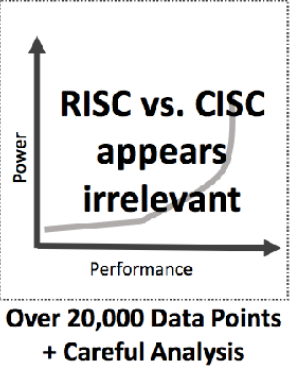 RISC vs. CISC
appears
irrelevant
Power
Performance
Over 20,000 Data Points
+ Careful Analysis